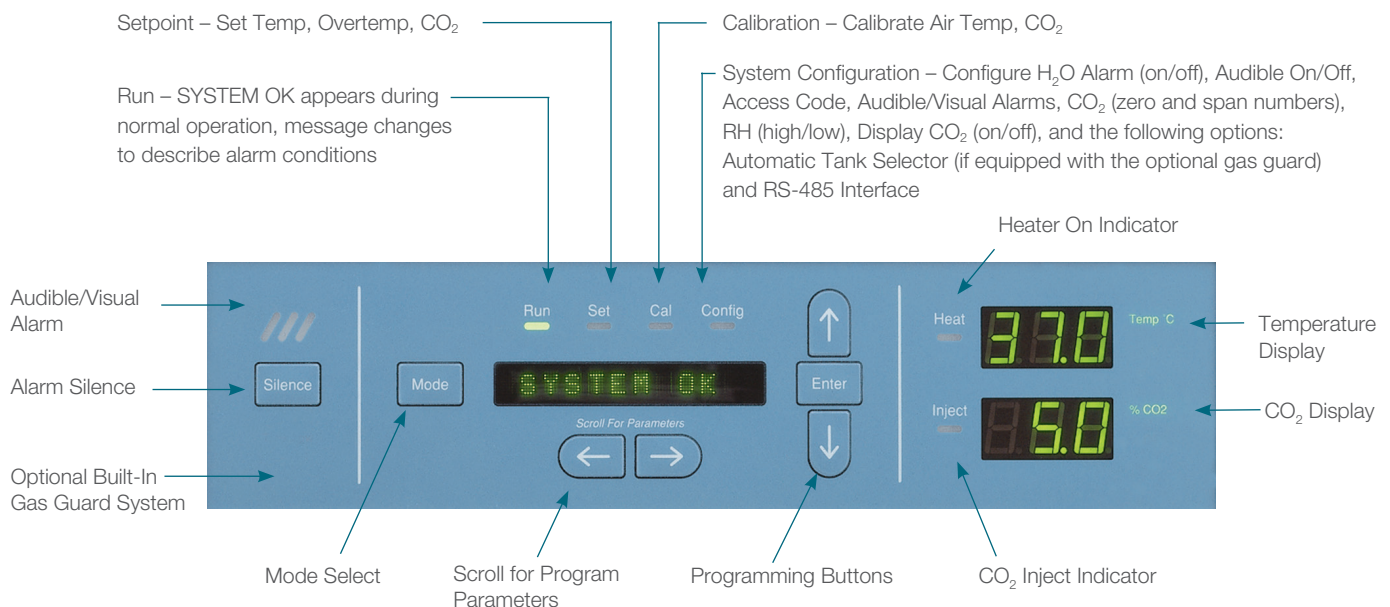 Setpoint – Set Temp, Overtemp, CO₂
Calibration – Calibrate Air Temp, CO₂
Run – SYSTEM OK appears during
normal operation, message changes
to describe alarm conditions
System Configuration – Configure H₂O Alarm (on/off), Audible On/Off,
Access Code, Audible/Visual Alarms, CO₂ (zero and span numbers),
RH (high/low), Display CO₂ (on/off), and the following options:
Automatic Tank Selector (if equipped with the optional gas guard)
and RS-485 Interface
Heater On Indicator
Audible/Visual
Alarm
Run
Set
Cal
Config
Heat
37.0
Temp °C
Temperature
Display
Alarm Silence
Silence
Mode
SYSTEM OK
Enter
Inject
5.0
% CO2
CO₂ Display
Scroll For Parameters
Optional Built-In
Gas Guard System
Mode Select
Scroll for Program
Parameters
Programming Buttons
CO₂ Inject Indicator